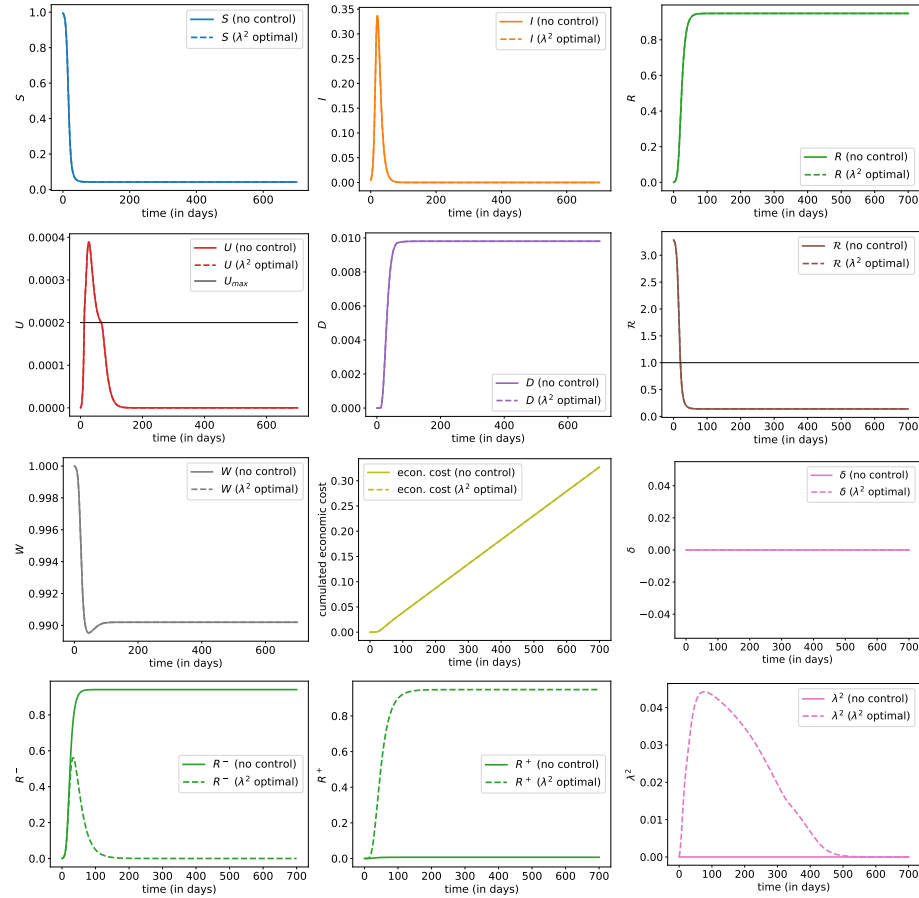 1.0
0.8
0.6
0.4
0.2
0.0
S
0
200
400
600
time (in days)
S (no control)
S (λ² optimal)
0.35
0.30
0.25
0.20
0.15
0.10
0.05
0.00
I
0
200
400
600
time (in days)
I (no control)
I (λ² optimal)
0.8
0.6
0.4
0.2
0.0
R
0 100 200 300 400 500 600 700
time (in days)
R (no control)
R (λ² optimal)
0.0004
0.0003
0.0002
0.0001
0.0000
U
0
200
400
600
time (in days)
U (no control)
U (λ² optimal)
Umax
0.010
0.008
0.006
0.004
0.002
0.000
D
0
200
400
600
time (in days)
D (no control)
D (λ² optimal)
3.0
2.5
2.0
1.5
1.0
0.5
0.0
ℛ
0 100 200 300 400 500 600 700
time (in days)
ℛ (no control)
ℛ (λ² optimal)
1.000
0.998
0.996
0.994
0.992
0.990
W
0
200
400
600
time (in days)
W (no control)
W (λ² optimal)
0.30
0.25
0.20
0.15
0.10
0.05
0.00
cumulated economic cost
0 100 200 300 400 500 600 700
time (in days)
econ. cost (no control)
econ. cost (λ² optimal)
0.04
0.02
0.00
−0.02
−0.04
δ
0 100 200 300 400 500 600 700
time (in days)
δ (no control)
δ (λ² optimal)
0.8
0.6
0.4
0.2
0.0
R⁻
0 100 200 300 400 500 600 700
time (in days)
R⁻ (no control)
R⁻ (λ² optimal)
0.8
0.6
0.4
0.2
0.0
R⁺
0 100 200 300 400 500 600 700
time (in days)
R⁺ (no control)
R⁺ (λ² optimal)
0.04
0.03
0.02
0.01
0.00
λ²
0 100 200 300 400 500 600 700
time (in days)
λ² (no control)
λ² (λ² optimal)